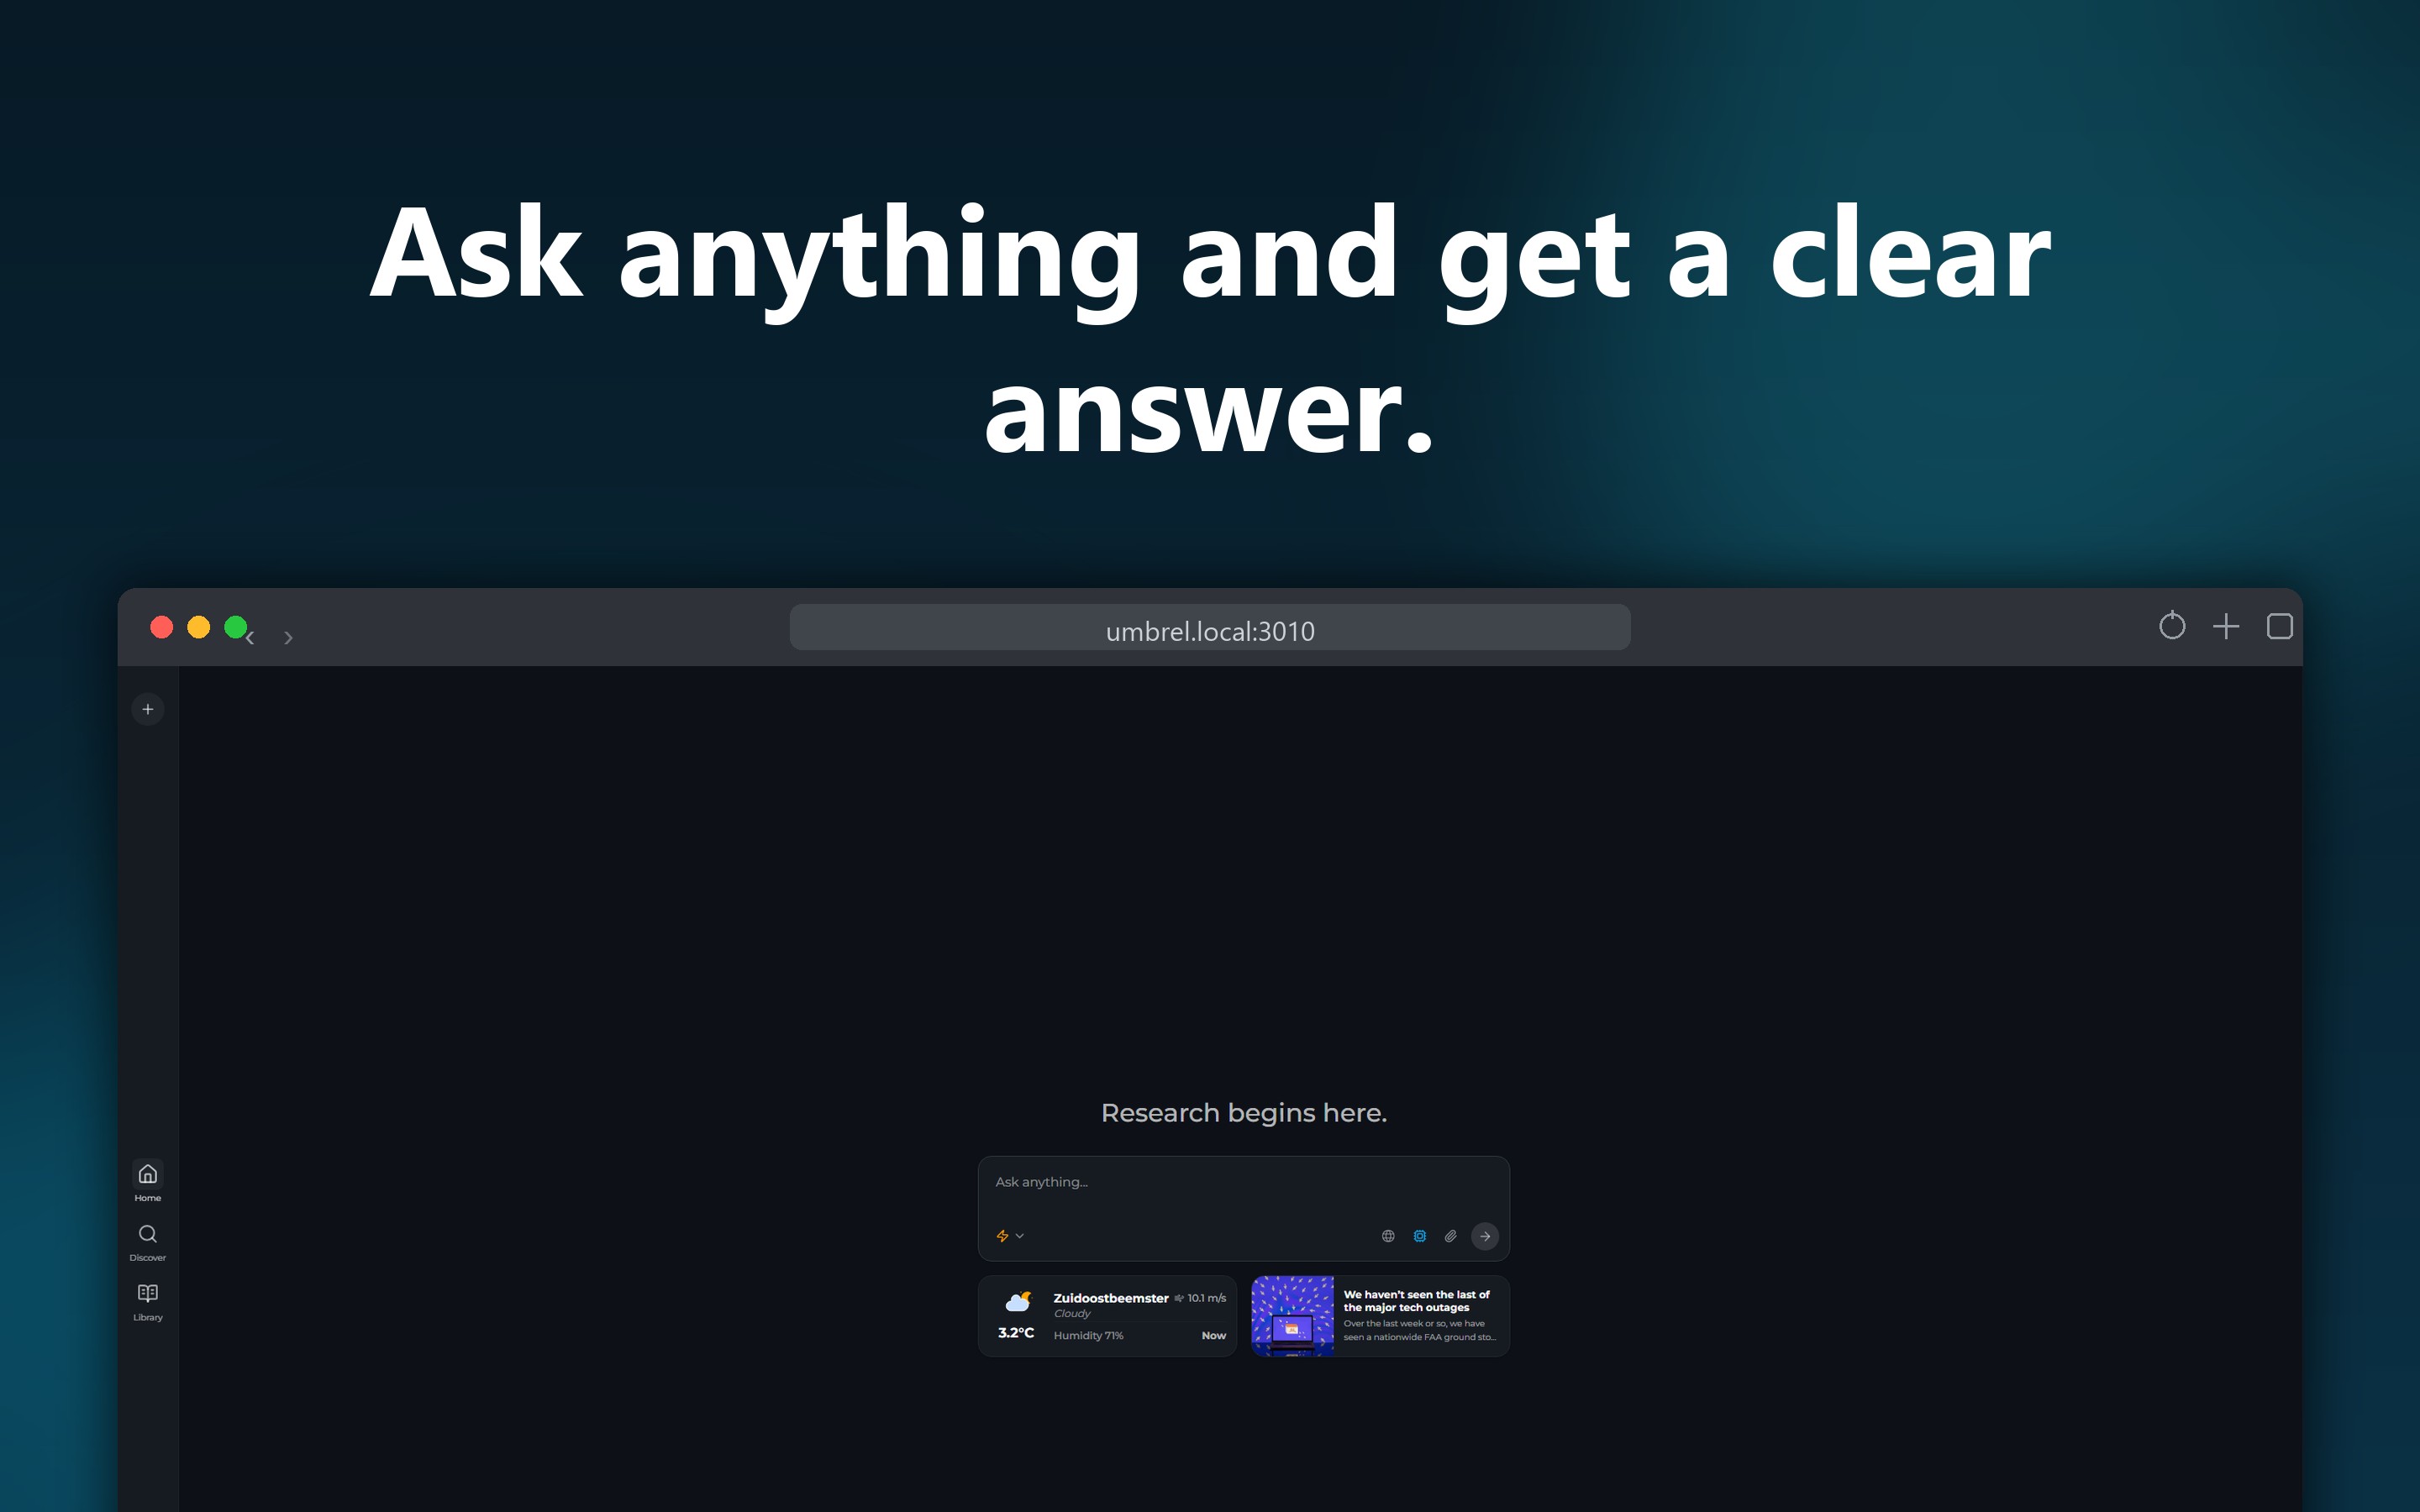 Ask anything and get a clear
answer.
umbrel.local:3010
Research begins here.
Ask anything...
Home
Discover
Library
Zuidoostbeemster 10.1 m/s
Cloudy
3.2°C
Humidity 71% Now
We haven't seen the last of
the major tech outages
Over the last week or so, we have
seen a nationwide FAA ground sto...